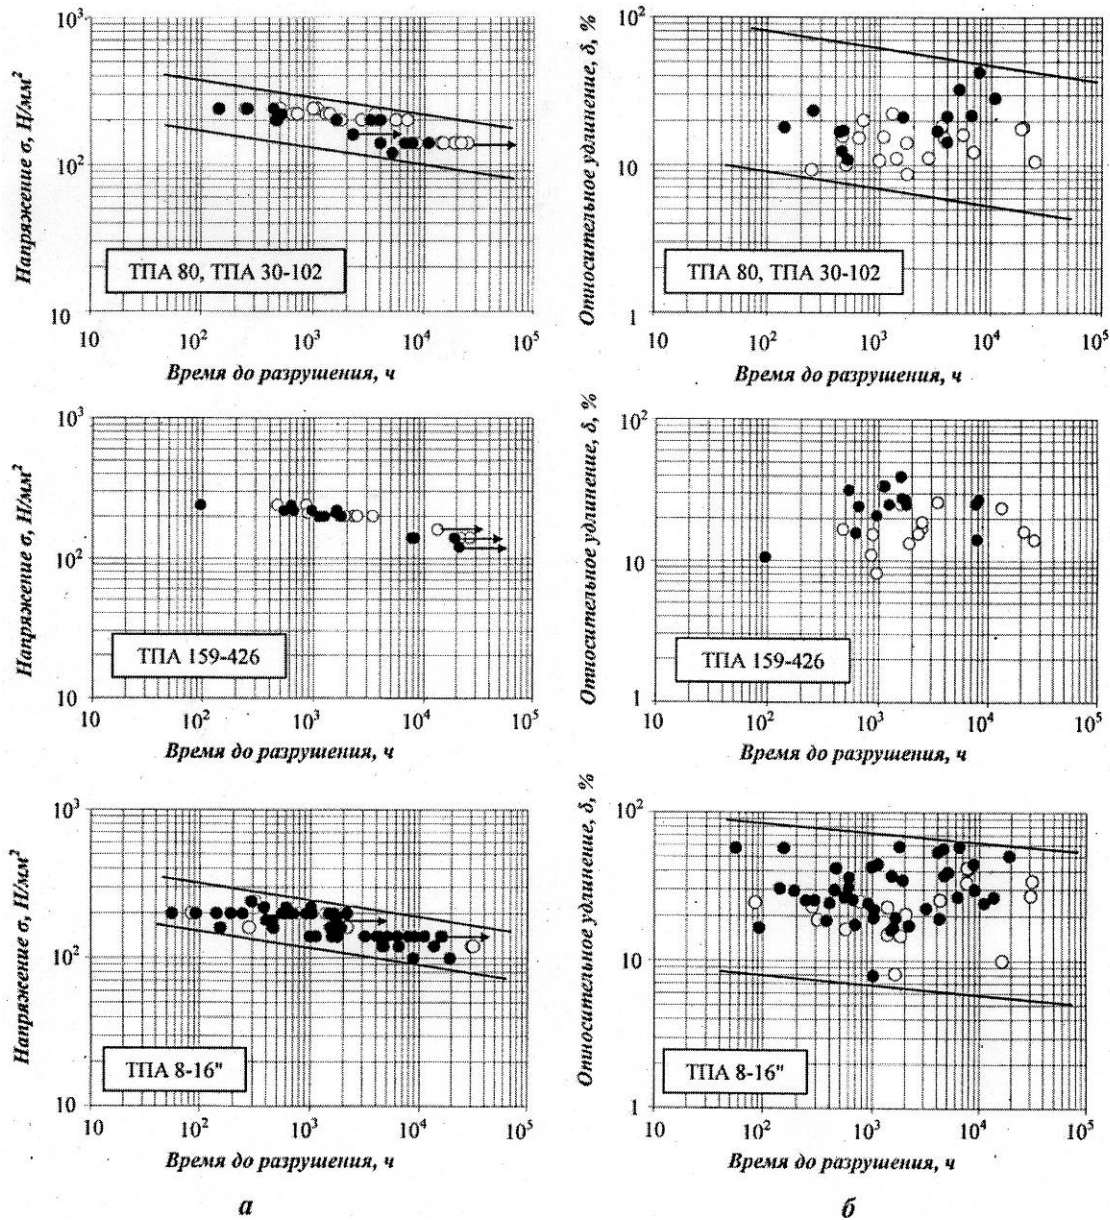 10³
10²
10
Напряжение σ, Н/мм²
ТПА 80, ТПА 30-102
10 10² 10³ 10⁴ 10⁵
Время до разрушения, ч
10²
10
1
Относительное удлинение, δ, %
ТПА 80, ТПА 30-102
10 10² 10³ 10⁴ 10⁵
Время до разрушения, ч
10³
10²
10
Напряжение σ, Н/мм²
ТПА 159-426
10 10² 10³ 10⁴ 10⁵
Время до разрушения, ч
10²
10
1
Относительное удлинение, δ, %
ТПА 159-426
10 10² 10³ 10⁴ 10⁵
Время до разрушения, ч
10³
10²
10
Напряжение σ, Н/мм²
ТПА 8-16"
10 10² 10³ 10⁴ 10⁵
Время до разрушения, ч
10²
10
1
Относительное удлинение, δ, %
ТПА 8-16"
10 10² 10³ 10⁴ 10⁵
Время до разрушения, ч
а
б